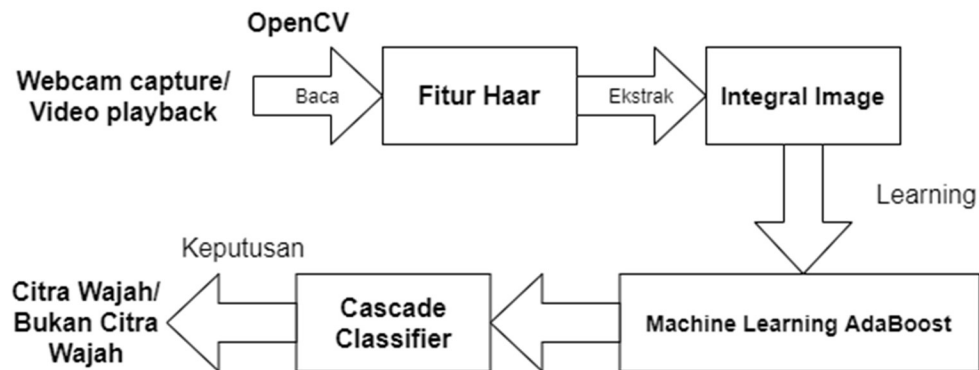 OpenCV
Webcam capture/
Video playback
Baca
Fitur Haar
Ekstrak
Integral Image
Learning
Keputusan
Citra Wajah/
Bukan Citra
Wajah
Cascade
Classifier
Machine Learning AdaBoost